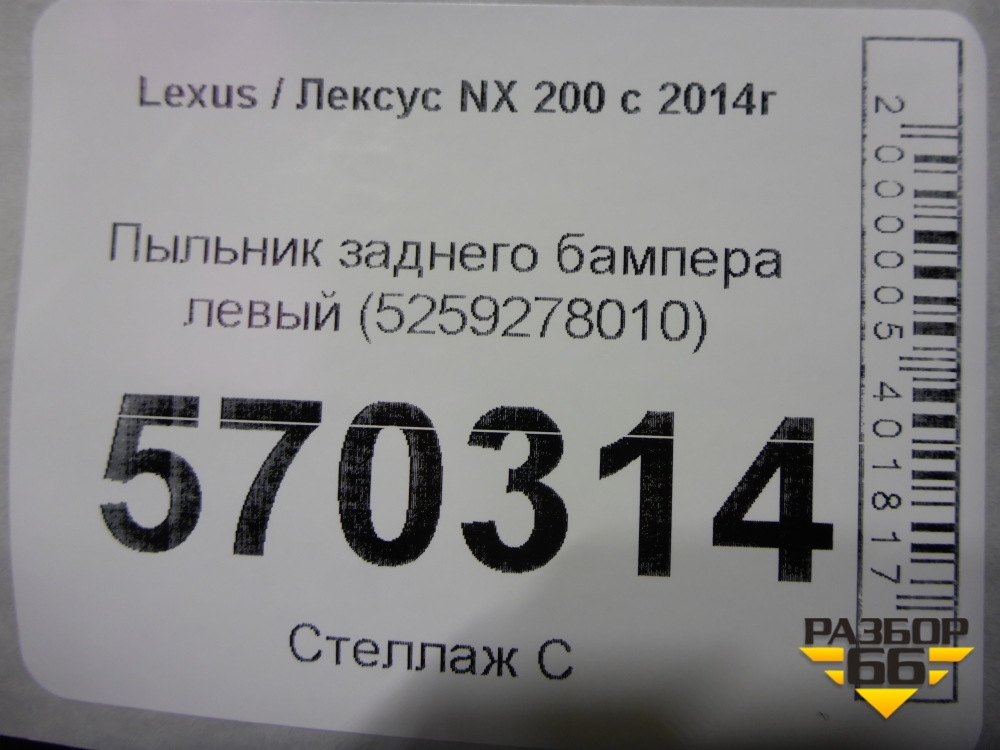 Lexus / Лексус NX 200 с 2014г
Пыльник заднего бампера
левый (5259278010)
570314
Стеллаж С
2000005401817
РАЗБОР
66